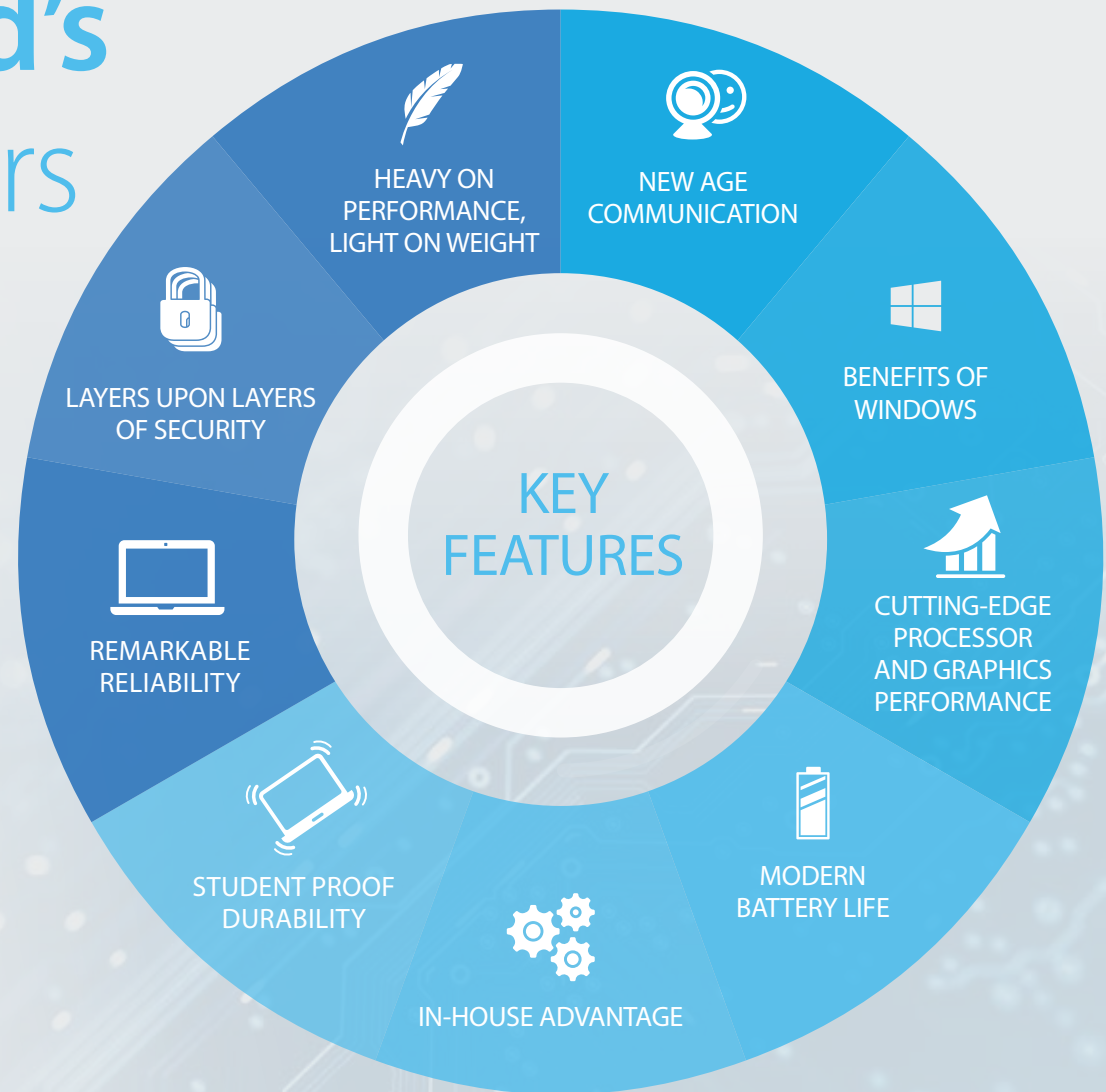 d's
rs
HEAVY ON
PERFORMANCE,
LIGHT ON WEIGHT
NEW AGE
COMMUNICATION
BENEFITS OF
WINDOWS
CUTTING-EDGE
PROCESSOR
AND GRAPHICS
PERFORMANCE
MODERN
BATTERY LIFE
IN-HOUSE ADVANTAGE
STUDENT PROOF
DURABILITY
REMARKABLE
RELIABILITY
LAYERS UPON LAYERS
OF SECURITY
KEY
FEATURES